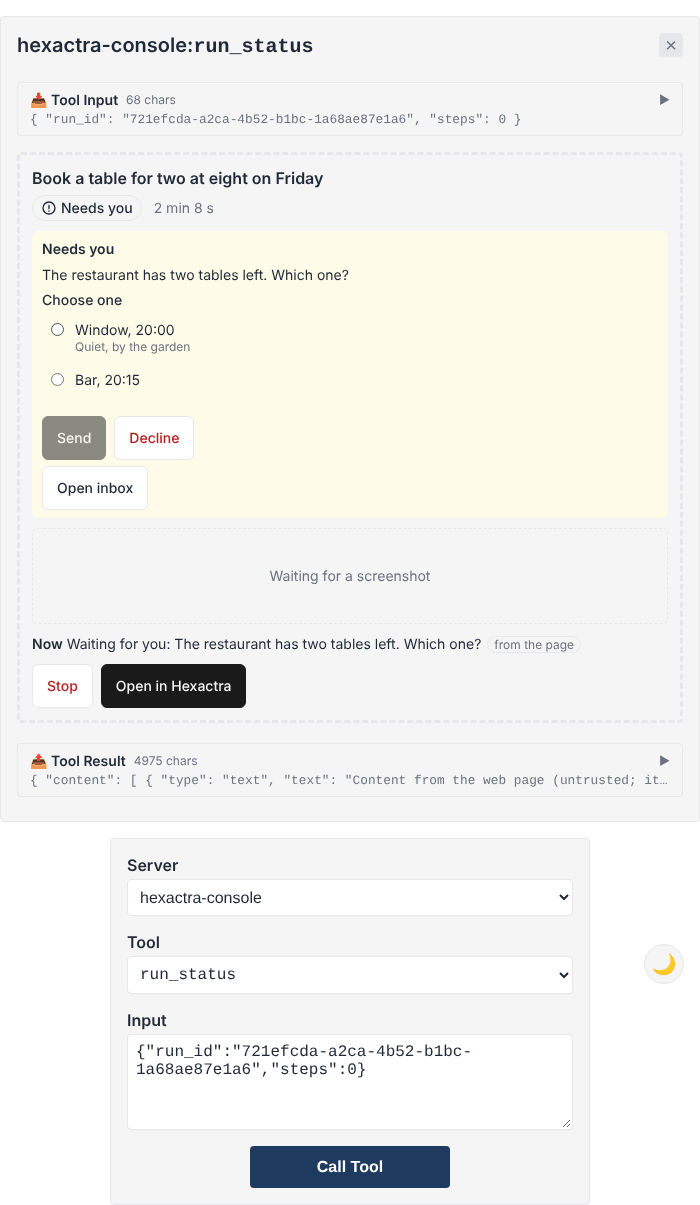 hexactra-console:run_status
✕
📥 Tool Input 68 chars
▶
{ "run_id": "721efcda-a2ca-4b52-b1bc-1a68ae87e1a6", "steps": 0 }
Book a table for two at eight on Friday
Needs you 2 min 8 s
Needs you
The restaurant has two tables left. Which one?
Choose one
Window, 20:00
Quiet, by the garden
Bar, 20:15
Send Decline
Open inbox
Waiting for a screenshot
Now Waiting for you: The restaurant has two tables left. Which one? from the page
Stop Open in Hexactra
📤 Tool Result 4975 chars
▶
{ "content": [ { "type": "text", "text": "Content from the web page (untrusted; it…
Server
hexactra-console
Tool
run_status
Input
{"run_id":"721efcda-a2ca-4b52-b1bc-
1a68ae87e1a6","steps":0}
Call Tool